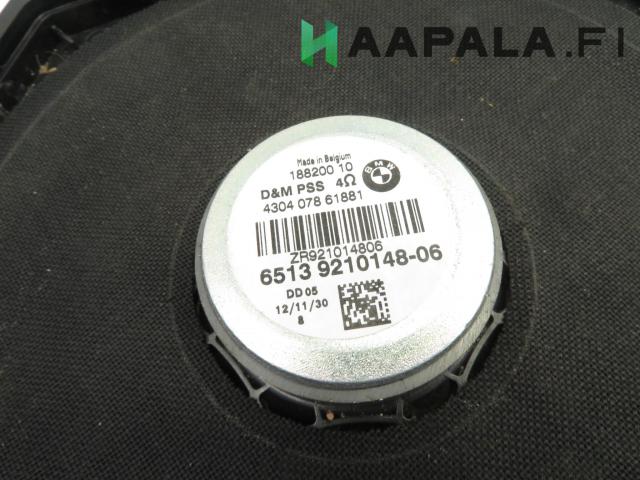 HAAPALA.FI
Made in Belgium
188200 10
D&M PSS 4Ω
BMW
4304 078 61881
ZR921014806
6513 9210148-06
DD 05
12/11/30
8